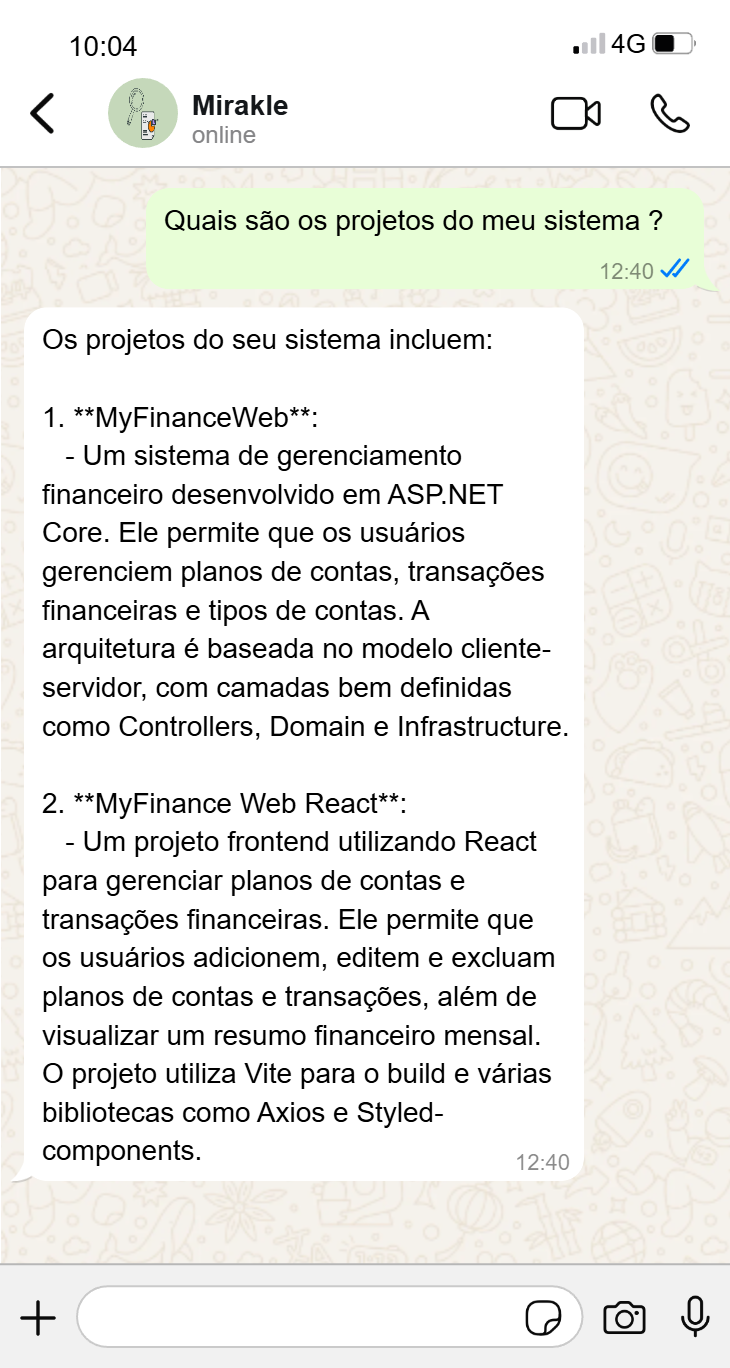 10:04
4G
Mirakle
online
Quais são os projetos do meu sistema ?
12:40
Os projetos do seu sistema incluem:
1. **MyFinanceWeb**:
- Um sistema de gerenciamento
financeiro desenvolvido em ASP.NET
Core. Ele permite que os usuários
gerenciem planos de contas, transações
financeiras e tipos de contas. A
arquitetura é baseada no modelo cliente-
servidor, com camadas bem definidas
como Controllers, Domain e Infrastructure.
2. **MyFinance Web React**:
- Um projeto frontend utilizando React
para gerenciar planos de contas e
transações financeiras. Ele permite que
os usuários adicionem, editem e excluam
planos de contas e transações, além de
visualizar um resumo financeiro mensal.
O projeto utiliza Vite para o build e várias
bibliotecas como Axios e Styled-
components.
12:40